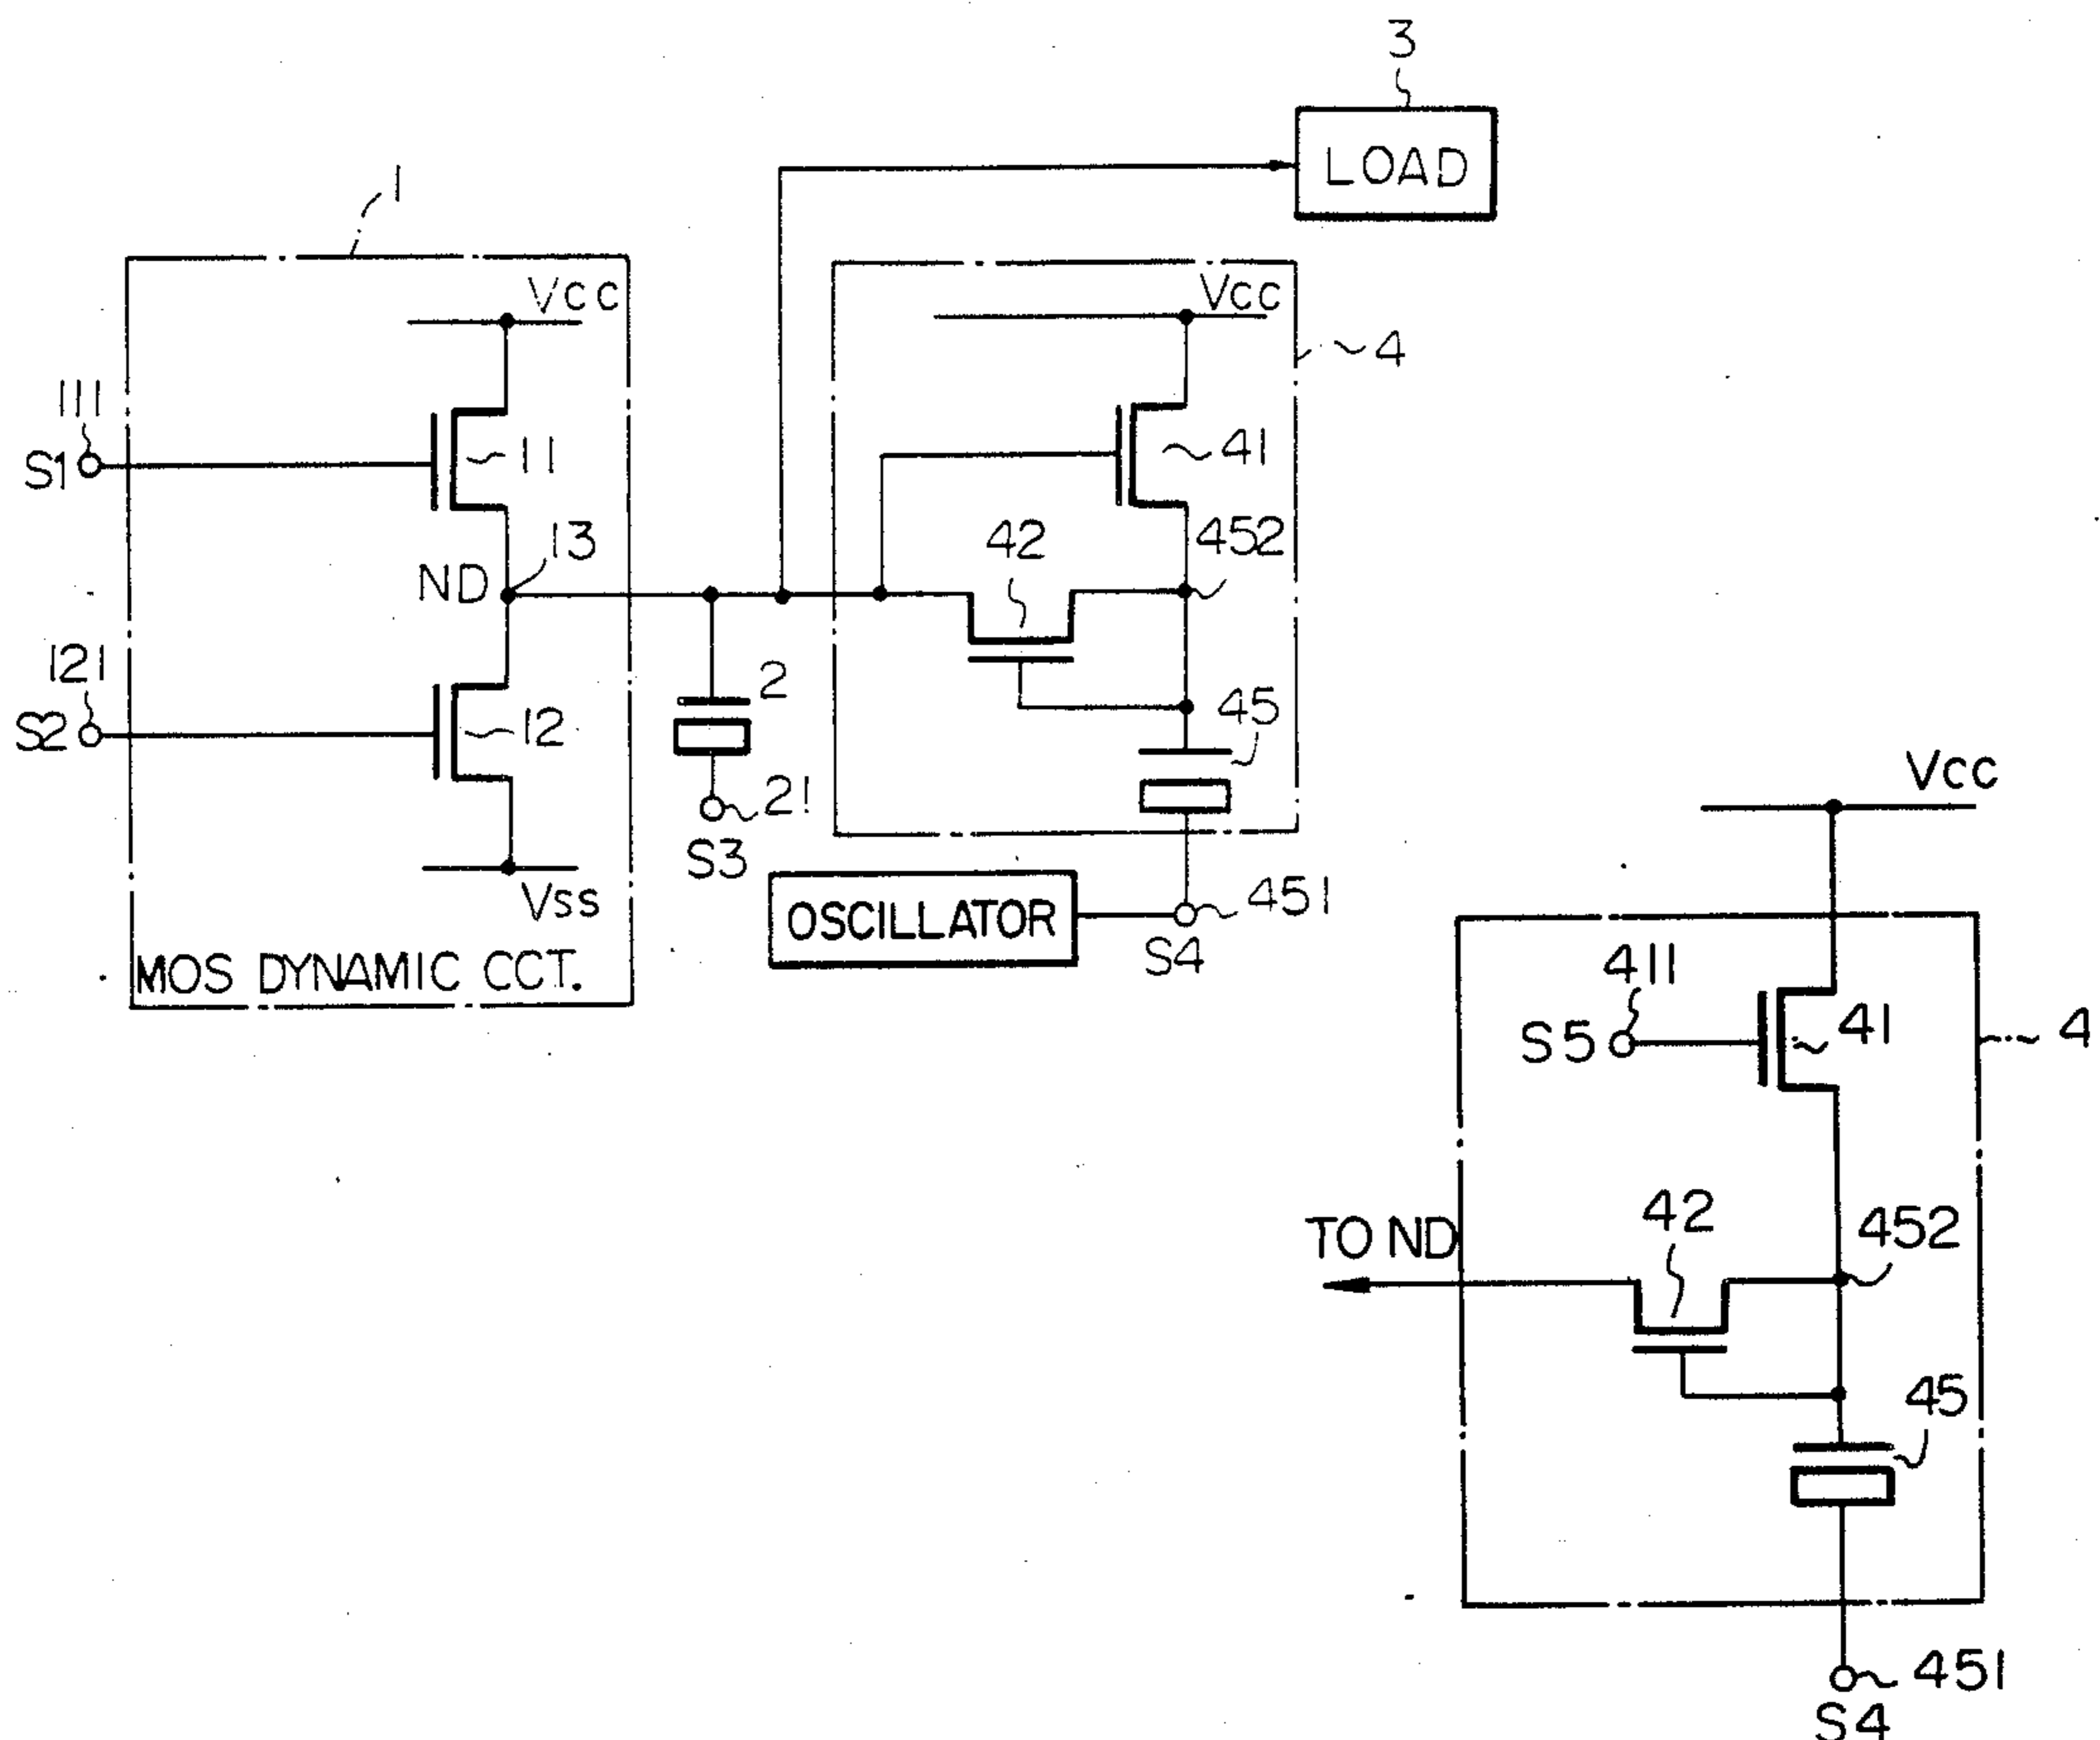 3
LOAD
1
Vcc
Vcc
4
111
S1
11
41
13
42
452
ND
121
S2
12
2
45
21
S3
Vss
OSCILLATOR
451
S4
MOS DYNAMIC CCT.
Vcc
411
S5
41
4
42
452
TO ND
45
451
S4